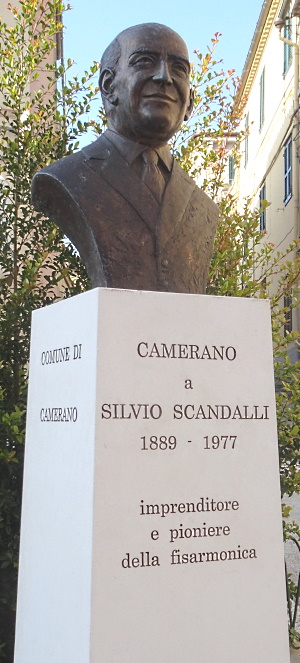 COMUNE DI
CAMERANO
CAMERANO
a
SILVIO SCANDALLI
1889 - 1977
imprenditore
e pioniere
della fisarmonica